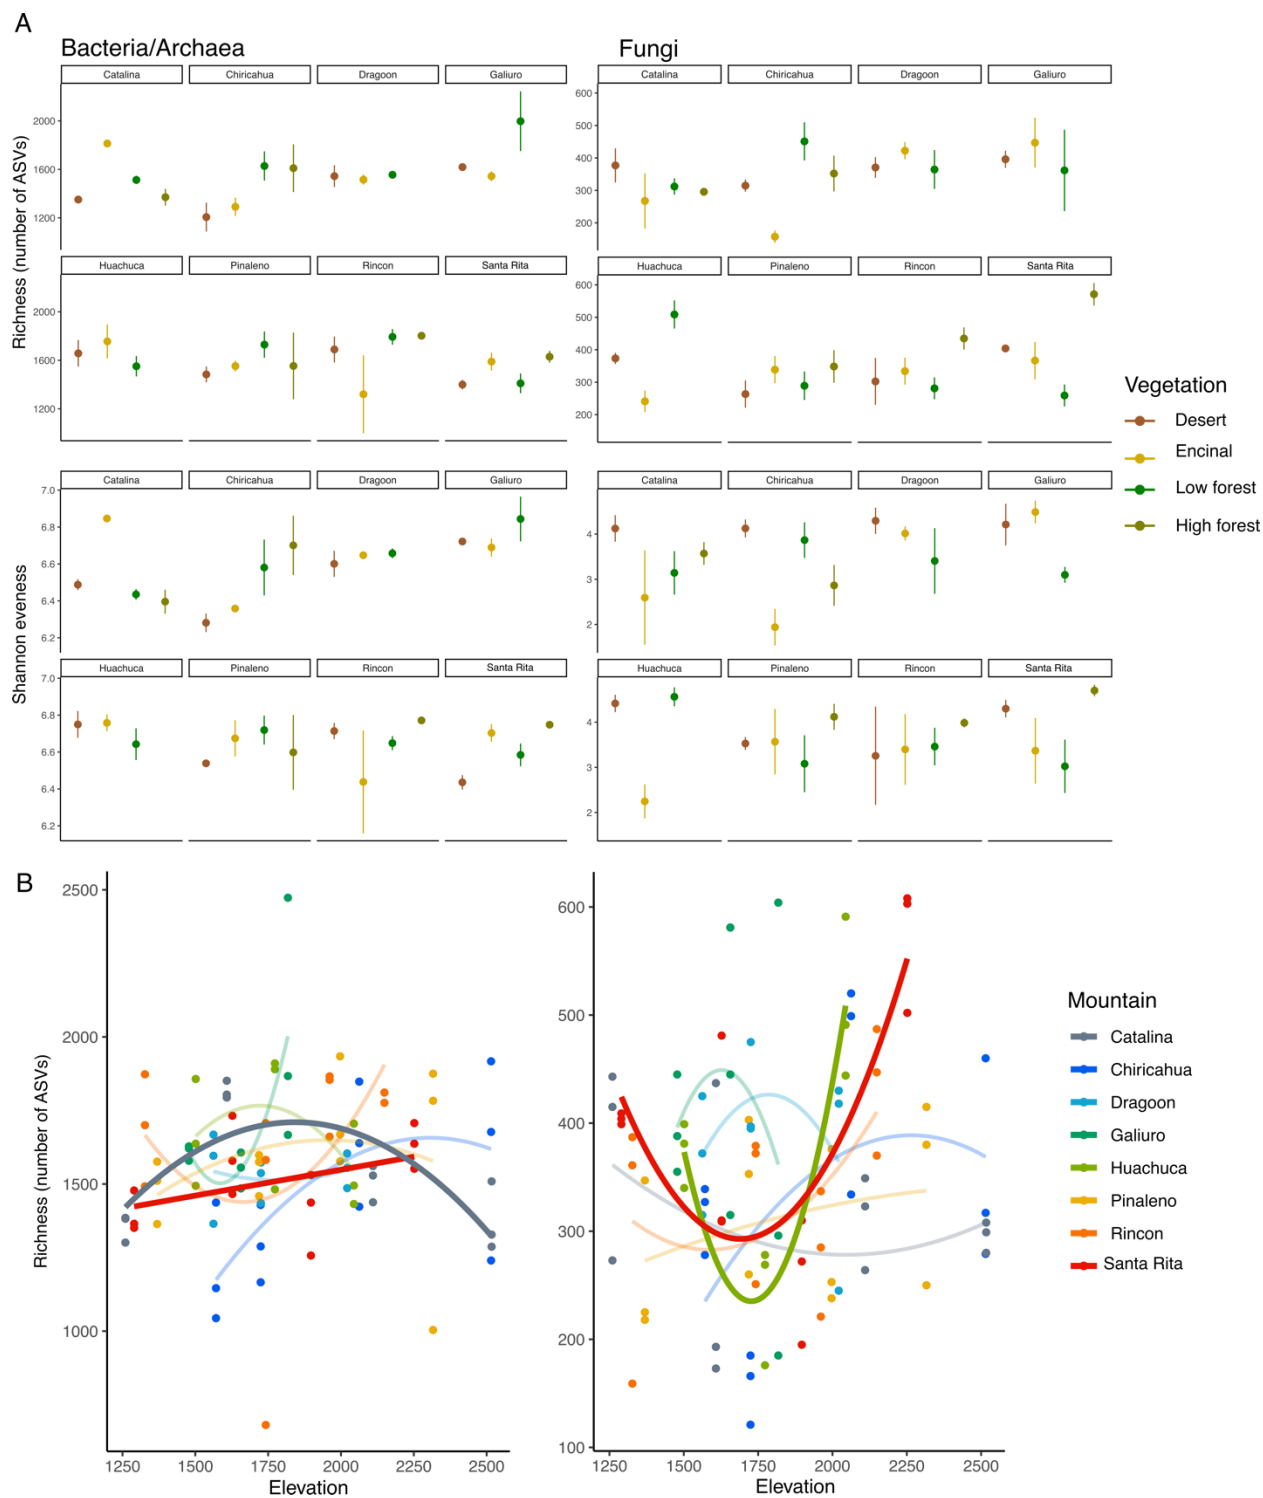 A
Bacteria/Archaea
Fungi
Catalina Chiricahua Dragoon Galiuro
Catalina Chiricahua Dragoon Galiuro
Richness (number of ASVs)
2000
1600
1200
600
500
400
300
200
Huachuca Pinaleno Rincon Santa Rita
Huachuca Pinaleno Rincon Santa Rita
2000
1600
1200
600
500
400
300
200
Vegetation
Desert
Encinal
Low forest
High forest
Catalina Chiricahua Dragoon Galiuro
Catalina Chiricahua Dragoon Galiuro
Shannon eveness
7.0
6.8
6.6
6.4
6.2
4
3
2
Huachuca Pinaleno Rincon Santa Rita
Huachuca Pinaleno Rincon Santa Rita
7.0
6.8
6.6
6.4
6.2
4
3
2
B
Richness (number of ASVs)
2500
2000
1500
1000
1250 1500 1750 2000 2250 2500
Elevation
600
500
400
300
200
100
1250 1500 1750 2000 2250 2500
Elevation
Mountain
Catalina
Chiricahua
Dragoon
Galiuro
Huachuca
Pinaleno
Rincon
Santa Rita